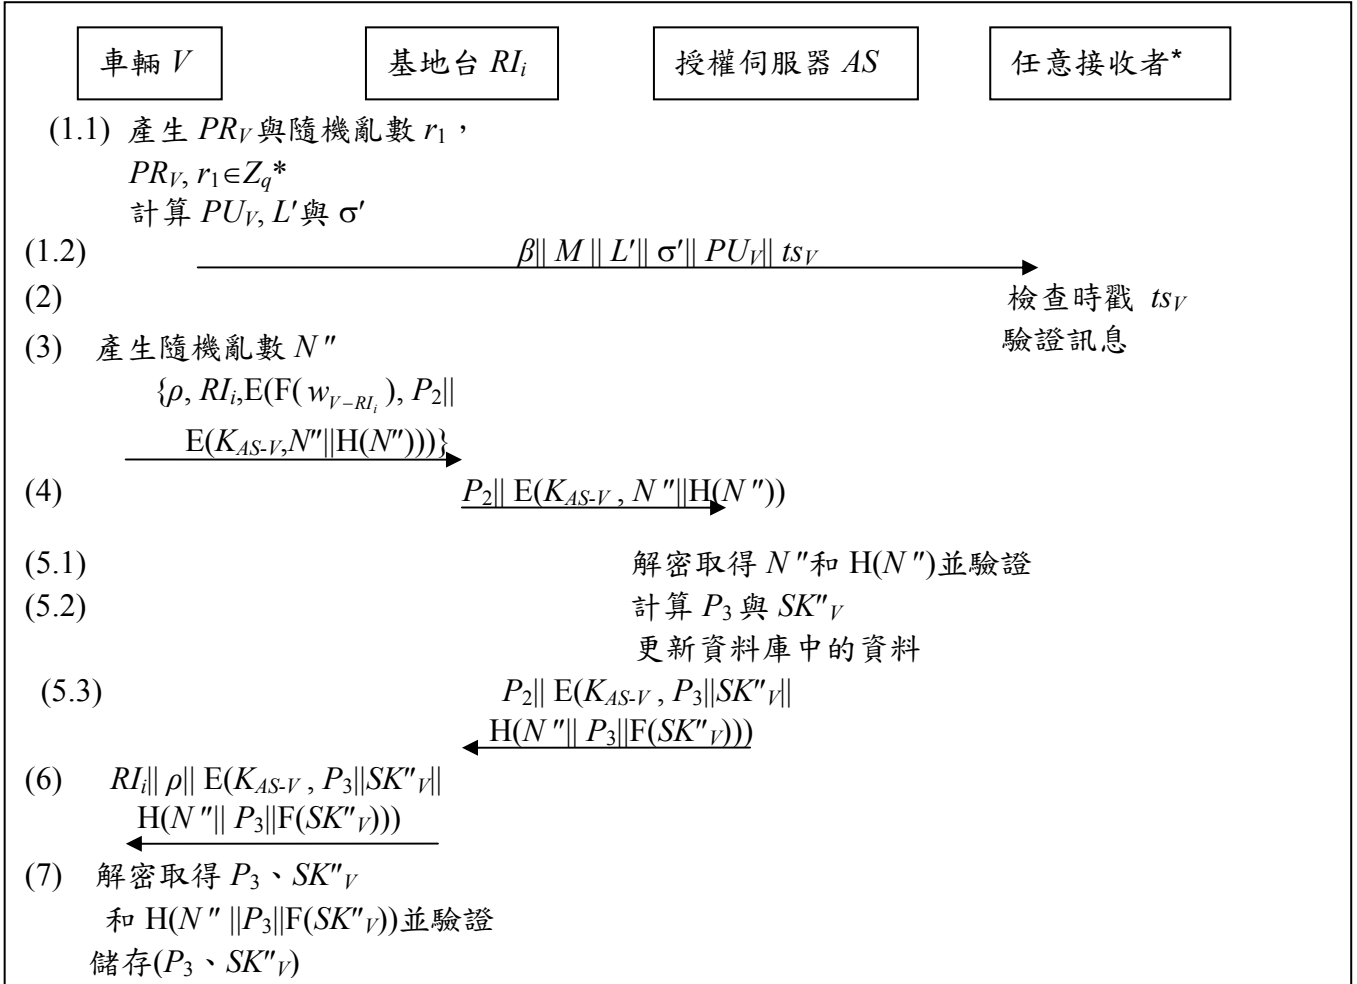 車輛 V 基地台 RIi 授權伺服器 AS 任意接收者*
(1.1) 產生 PRV與隨機亂數 r1，
PRV, r1∈Zq*
計算 PUV, L′與 σ′
(1.2) β|| M || L′|| σ′|| PUV|| tsV
(2) 檢查時戳 tsV
驗證訊息
(3) 產生隨機亂數 N″
{ρ, RIi,E(F( wV−RIi ), P2||
E(KAS-V,N″||H(N″)))}
(4) P2|| E(KAS-V , N″||H(N″))
(5.1) 解密取得 N″和 H(N″)並驗證
(5.2) 計算 P3 與 SK″V
更新資料庫中的資料
(5.3) P2|| E(KAS-V , P3||SK″V||
H(N″|| P3||F(SK″V)))
(6) RIi|| ρ|| E(KAS-V , P3||SK″V||
H(N″|| P3||F(SK″V)))
(7) 解密取得 P3、SK″V
和 H(N″ ||P3||F(SK″V))並驗證
儲存(P3、SK″V)